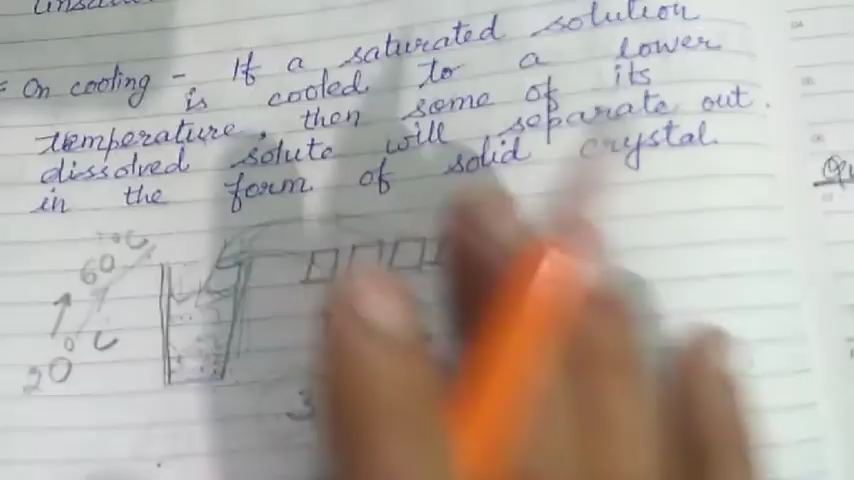 On cooling - If a saturated solution
is cooled to a lower
temperature, then some of its
dissolved solute will separate out.
in the form of solid crystal.
60 °C
20 °C
3